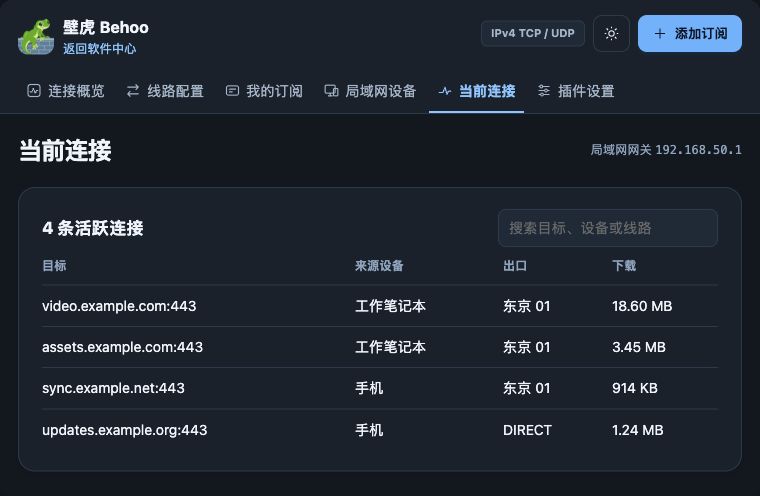 壁虎 Behoo
返回软件中心
IPv4 TCP / UDP
添加订阅
连接概览 线路配置 我的订阅 局域网设备 当前连接 插件设置
当前连接
局域网网关 192.168.50.1
4 条活跃连接
搜索目标、设备或线路
目标 来源设备 出口 下载
video.example.com:443 工作笔记本 东京 01 18.60 MB
assets.example.com:443 工作笔记本 东京 01 3.45 MB
sync.example.net:443 手机 东京 01 914 KB
updates.example.org:443 手机 DIRECT 1.24 MB